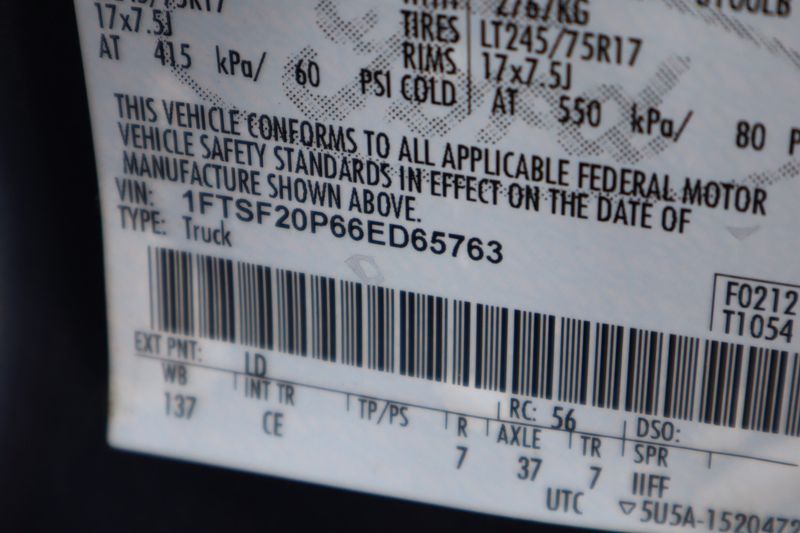 17x7.5J
AT 415 kPa/ 60 PSI COLD
TIRES LT245/75R17
RIMS 17x7.5J
AT 550 kPa/ 80
THIS VEHICLE CONFORMS TO ALL APPLICABLE FEDERAL MOTOR
VEHICLE SAFETY STANDARDS IN EFFECT ON THE DATE OF
MANUFACTURE SHOWN ABOVE.
VIN: 1FTSF20P66ED65763
TYPE: Truck
F0212
T1054
EXT PNT: LD
RC: 56
DSO:
WB INT TR TP/PS R AXLE TR SPR
137 CE 7 37 7 IIFF
UTC ▽5U5A-1520472